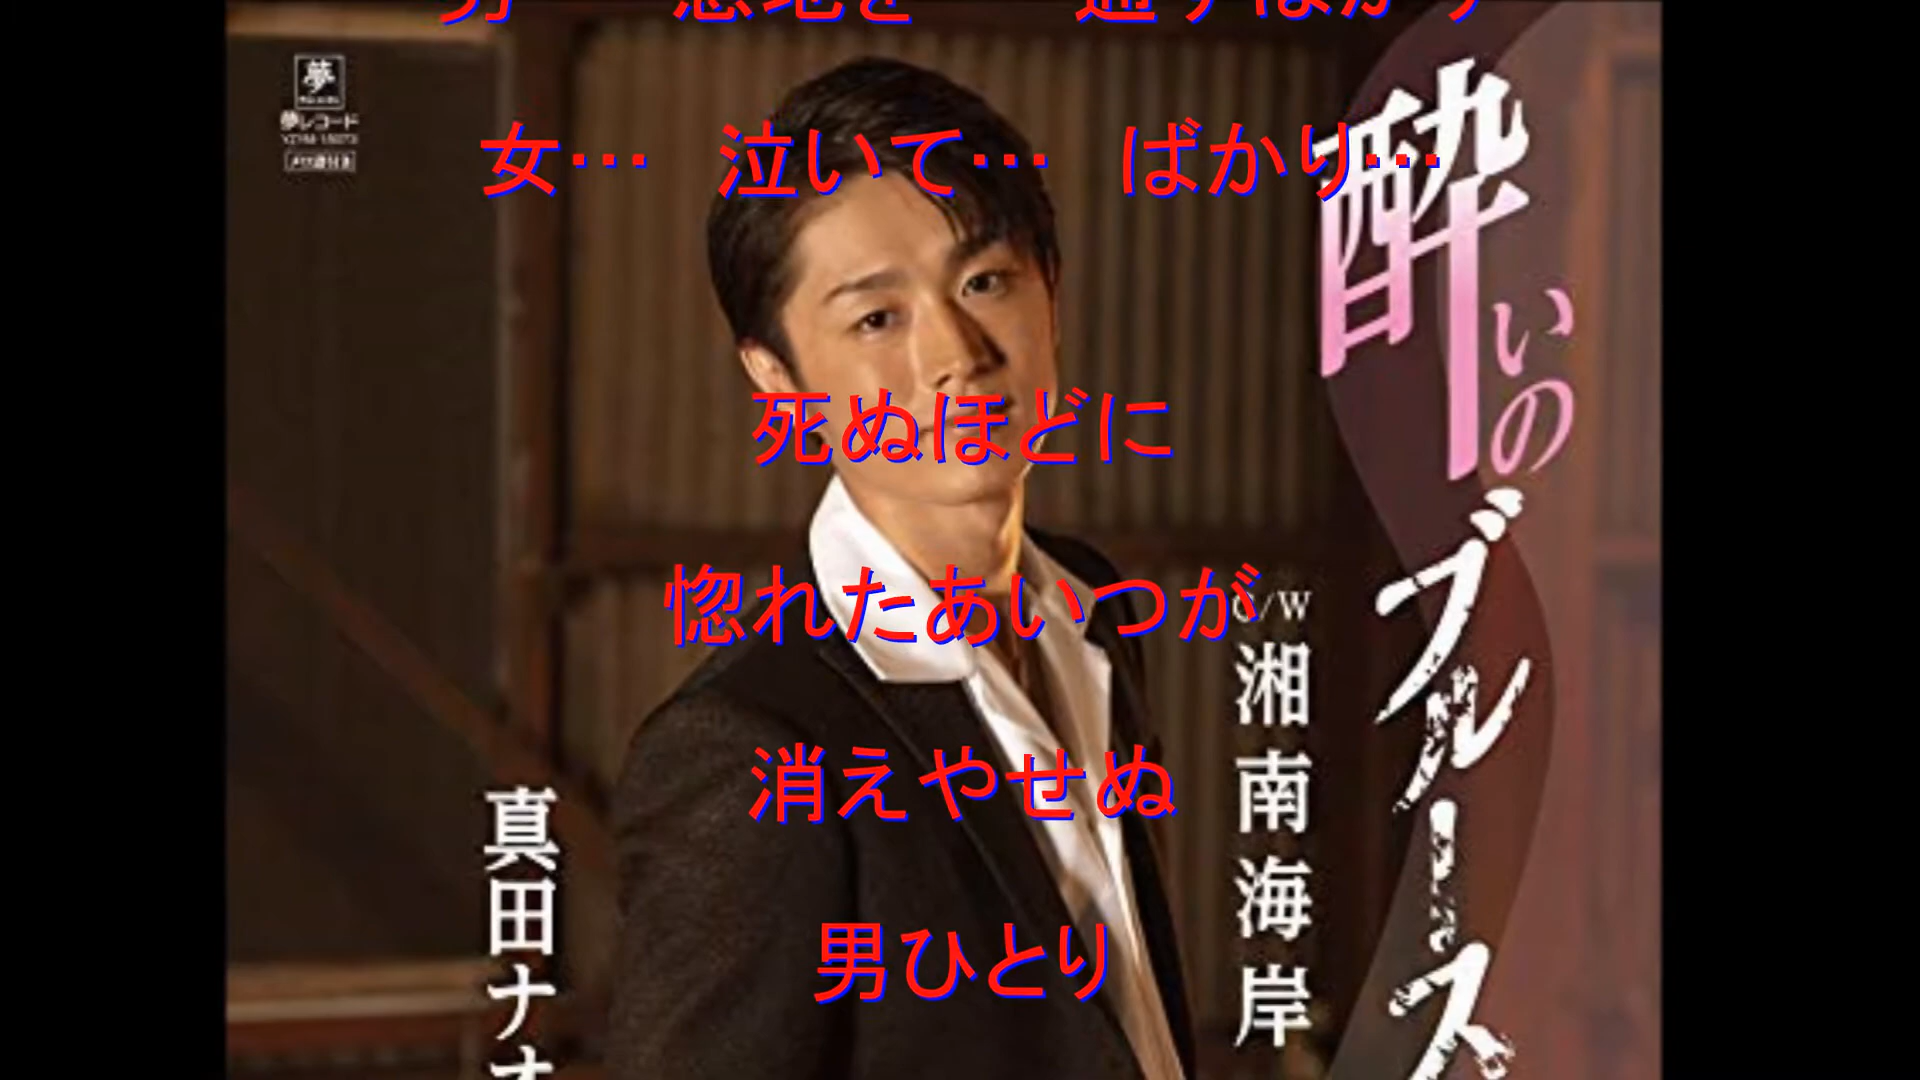 女… 泣いて… ばかり…
死ぬほどに
惚れたあいつが
消えやせぬ
男ひとり
夢
夢レコード
酔いのブルース
C/W
湘南海岸
真田ナオ